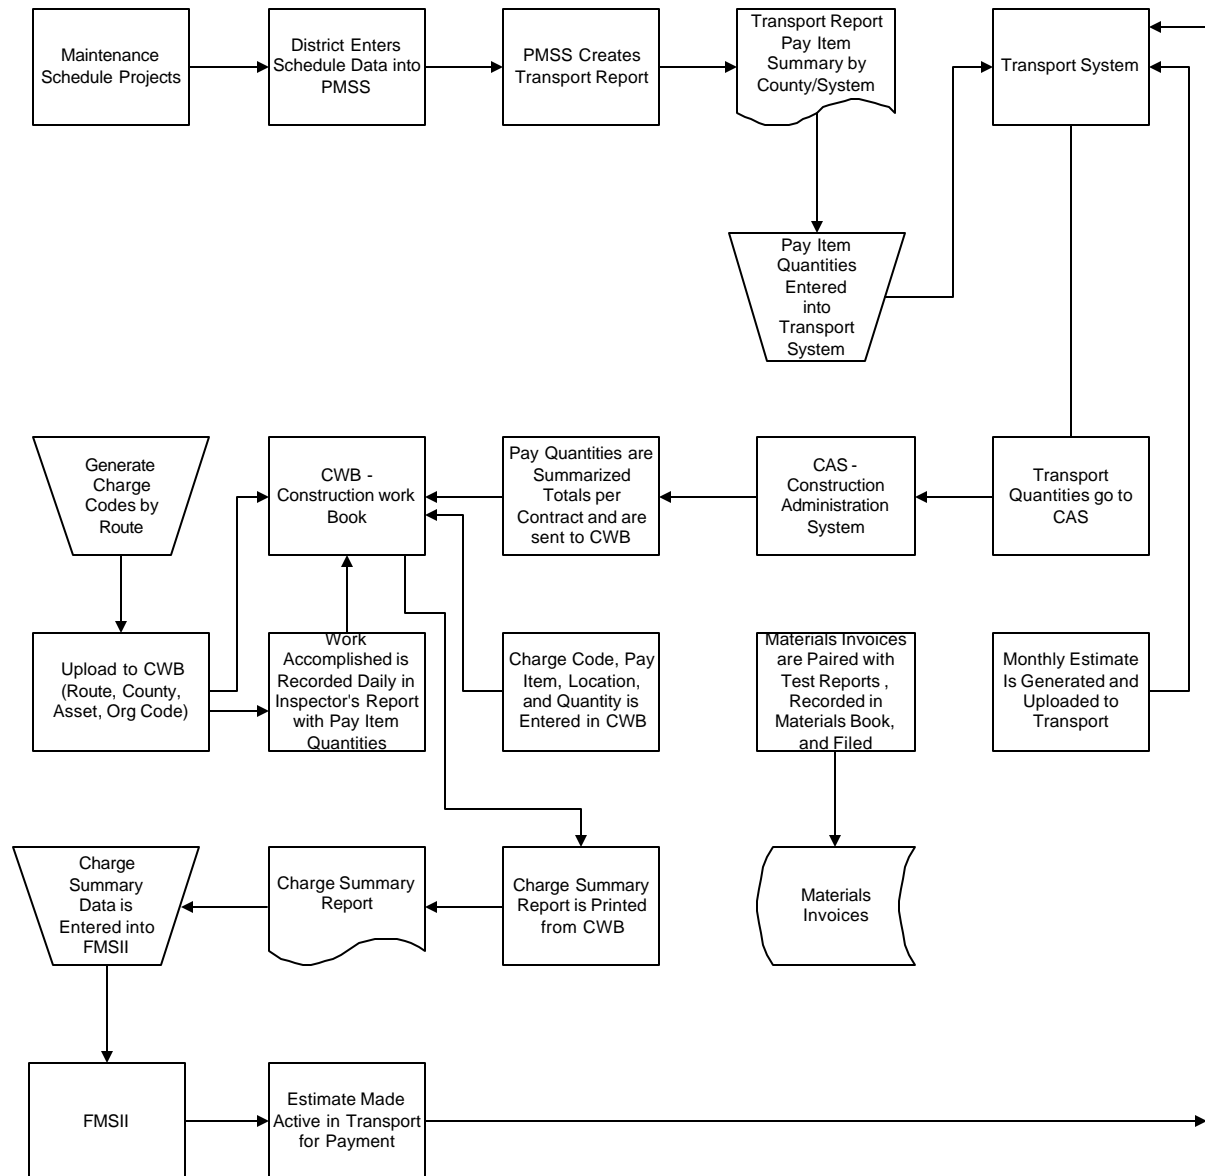 Maintenance
Schedule Projects
District Enters
Schedule Data into
PMSS
PMSS Creates
Transport Report
Transport Report
Pay Item
Summary by
County/System
Transport System
Pay Item
Quantities
Entered
into
Transport
System
Generate
Charge
Codes by
Route
CWB -
Construction work
Book
Pay Quantities are
Summarized
Totals per
Contract and are
sent to CWB
CAS -
Construction
Administration
System
Transport
Quantities go to
CAS
Upload to CWB
(Route, County,
Asset, Org Code)
Work
Accomplished is
Recorded Daily in
Inspector's Report
with Pay Item
Quantities
Charge Code, Pay
Item, Location,
and Quantity is
Entered in CWB
Materials Invoices
are Paired with
Test Reports ,
Recorded in
Materials Book,
and Filed
Monthly Estimate
Is Generated and
Uploaded to
Transport
Charge
Summary
Data is
Entered into
FMSII
Charge Summary
Report
Charge Summary
Report is Printed
from CWB
Materials
Invoices
FMSII
Estimate Made
Active in Transport
for Payment